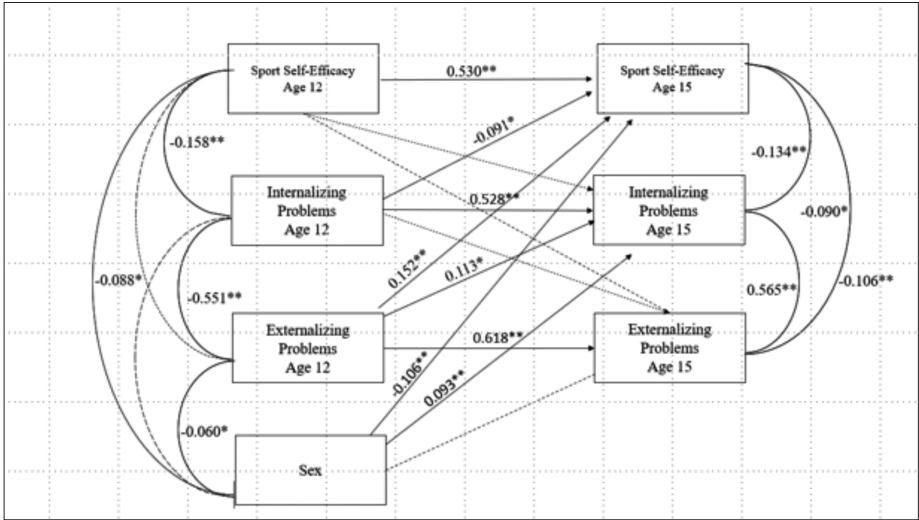 Sport Self-Efficacy
Age 12
0.530**
Sport Self-Efficacy
Age 15
-0.091*
-0.158**
-0.134**
Internalizing
Problems
Age 12
0.528**
Internalizing
Problems
Age 15
-0.090*
-0.088*
-0.551**
0.152**
0.113*
0.565**
-0.106**
Externalizing
Problems
Age 12
0.618**
Externalizing
Problems
Age 15
-0.106**
0.093**
-0.060*
Sex